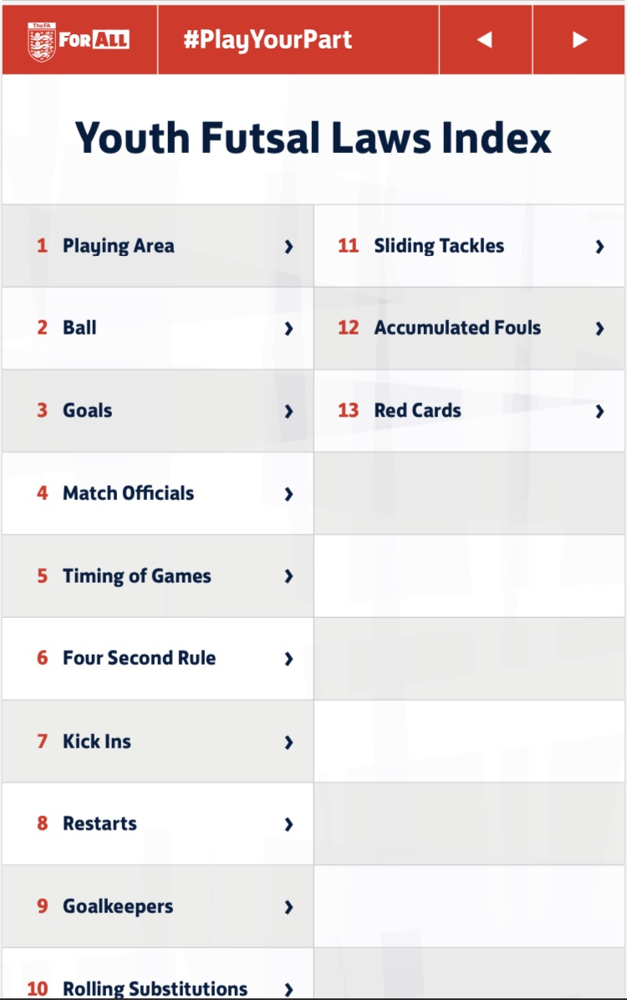 The FA
FOR ALL
#PlayYourPart
Youth Futsal Laws Index
1 Playing Area
2 Ball
3 Goals
4 Match Officials
5 Timing of Games
6 Four Second Rule
7 Kick Ins
8 Restarts
9 Goalkeepers
10 Rolling Substitutions
11 Sliding Tackles
12 Accumulated Fouls
13 Red Cards